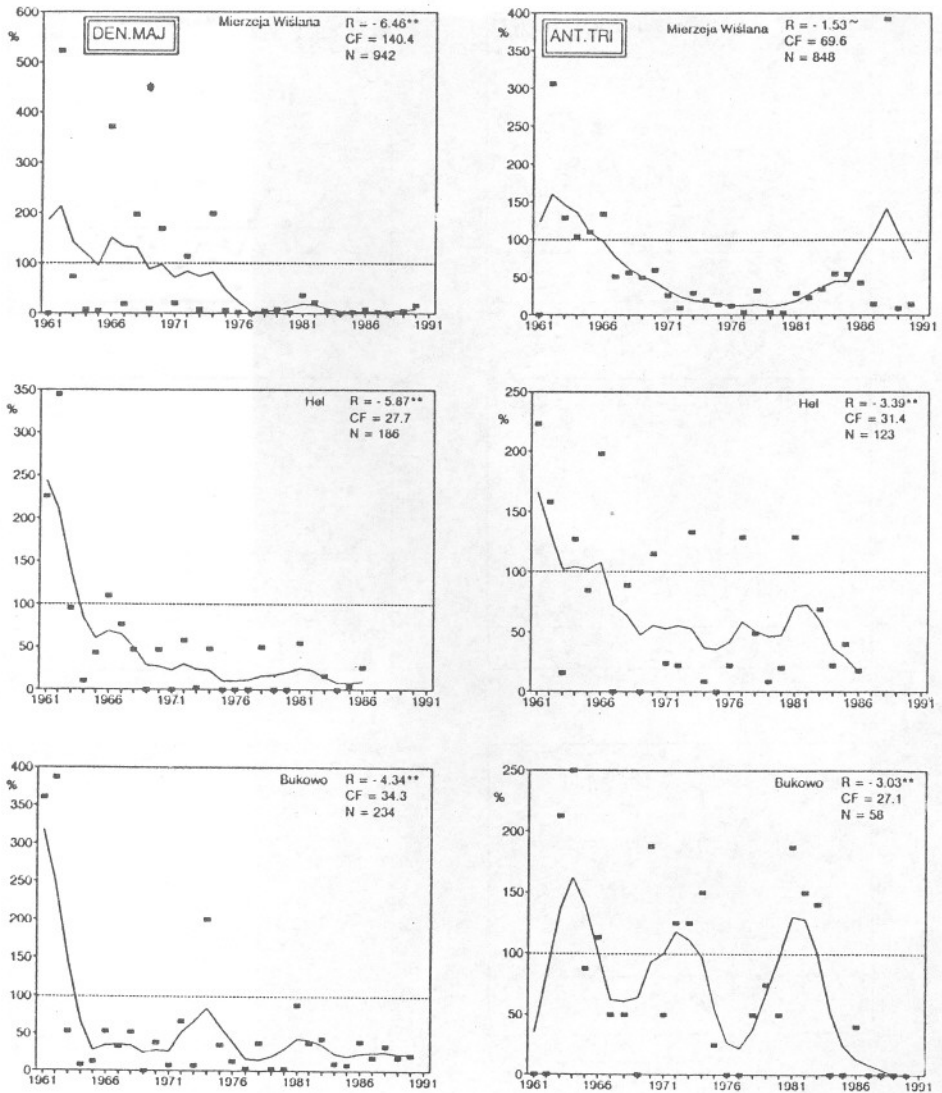 DEN.MAJ
Mierzeja Wiślana
R = - 6.46**
CF = 140.4
N = 942
%
600
500
400
300
200
100
0
1961 1966 1971 1976 1981 1986 1991
ANT.TRI
Mierzeja Wiślana
R = - 1.53~
CF = 69.6
N = 848
%
400
350
300
250
200
150
100
50
0
1961 1966 1971 1976 1981 1986 1991
Hel
R = - 5.87**
CF = 27.7
N = 186
%
350
300
250
200
150
100
50
0
1961 1966 1971 1976 1981 1986 1991
Hel
R = - 3.39**
CF = 31.4
N = 123
%
250
200
150
100
50
0
1961 1966 1971 1976 1981 1986 1991
Bukowo
R = - 4.34**
CF = 34.3
N = 234
%
400
350
300
250
200
150
100
50
0
1961 1966 1971 1976 1981 1986 1991
Bukowo
R = - 3.03**
CF = 27.1
N = 58
%
250
200
150
100
50
0
1961 1966 1971 1976 1981 1986 1991